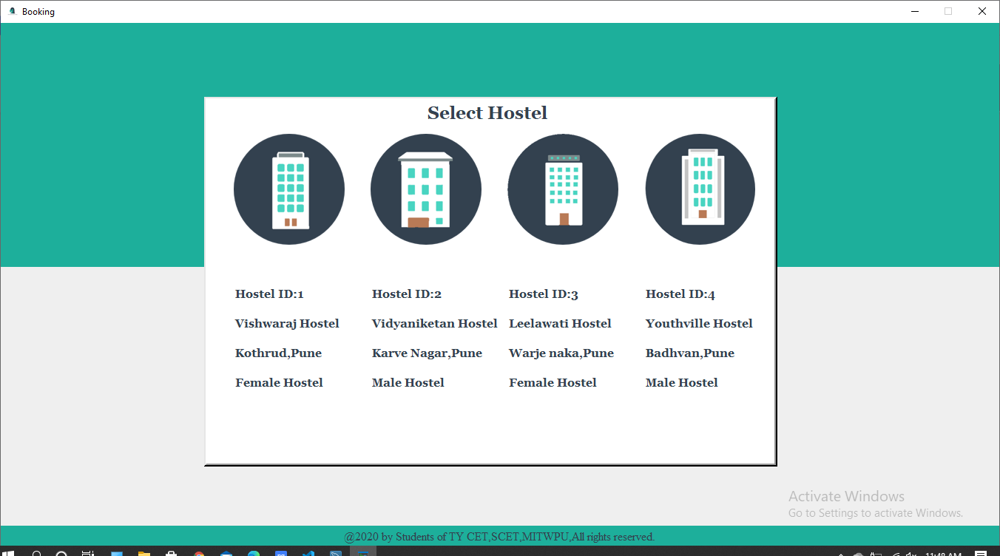 Booking
Select Hostel
Hostel ID:1
Vishwaraj Hostel
Kothrud,Pune
Female Hostel
Hostel ID:2
Vidyaniketan Hostel
Karve Nagar,Pune
Male Hostel
Hostel ID:3
Leelawati Hostel
Warje naka,Pune
Female Hostel
Hostel ID:4
Youthville Hostel
Badhvan,Pune
Male Hostel
Activate Windows
Go to Settings to activate Windows.
@2020 by Students of TY CET,SCET,MITWPU,All rights reserved.
11:48 AM